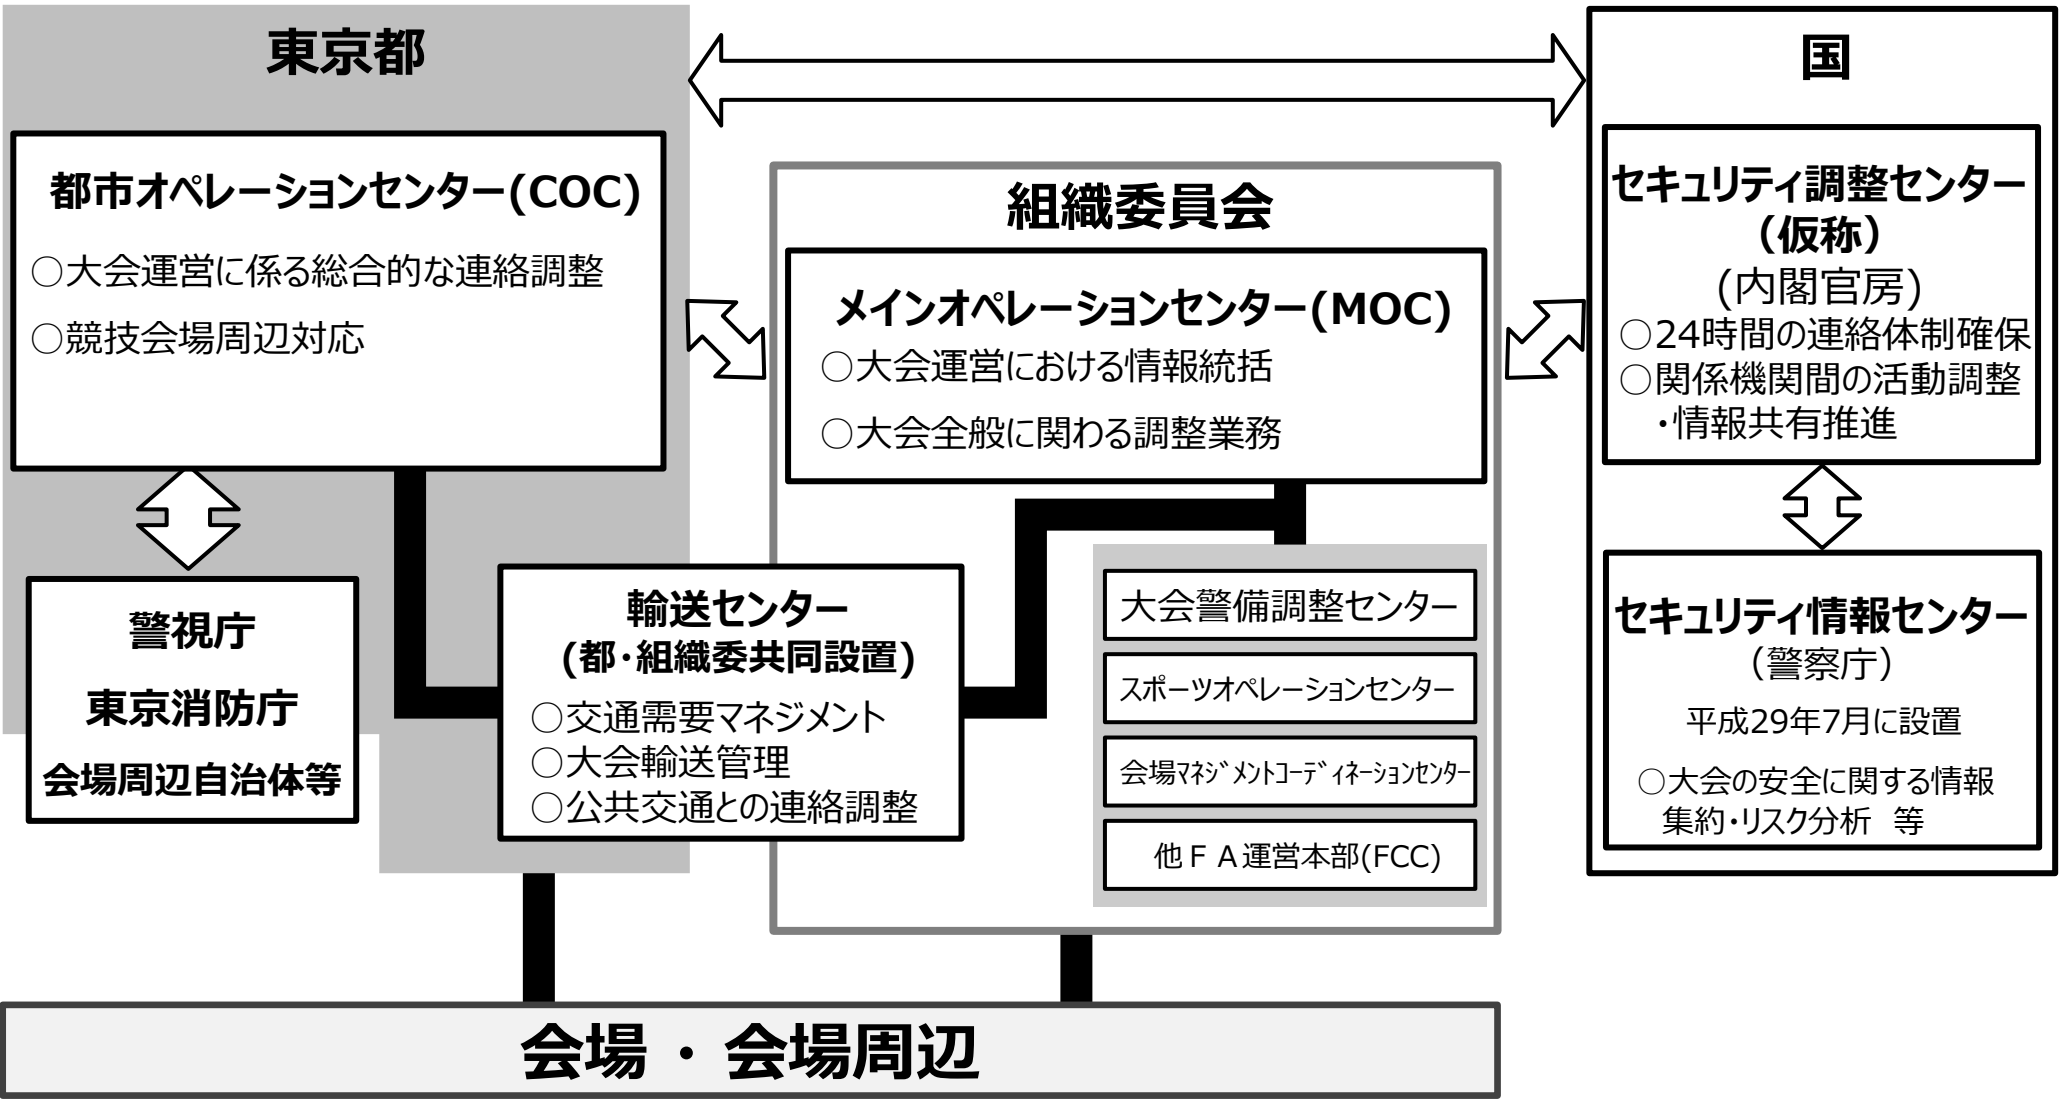 東京都
都市オペレーションセンター(COC)
○大会運営に係る総合的な連絡調整
○競技会場周辺対応
警視庁
東京消防庁
会場周辺自治体等
輸送センター
(都・組織委共同設置)
○交通需要マネジメント
○大会輸送管理
○公共交通との連絡調整
組織委員会
メインオペレーションセンター(MOC)
○大会運営における情報統括
○大会全般に関わる調整業務
大会警備調整センター
スポーツオペレーションセンター
会場ﾏﾈｼﾞﾒﾝﾄｺｰﾃﾞｨﾈｰｼｮﾝｾﾝﾀｰ
他ＦＡ運営本部(FCC)
国
セキュリティ調整センター
（仮称）
(内閣官房)
○24時間の連絡体制確保
○関係機関間の活動調整
・情報共有推進
セキュリティ情報センター
（警察庁）
平成29年7月に設置
○大会の安全に関する情報
集約・リスク分析　等
会場・会場周辺